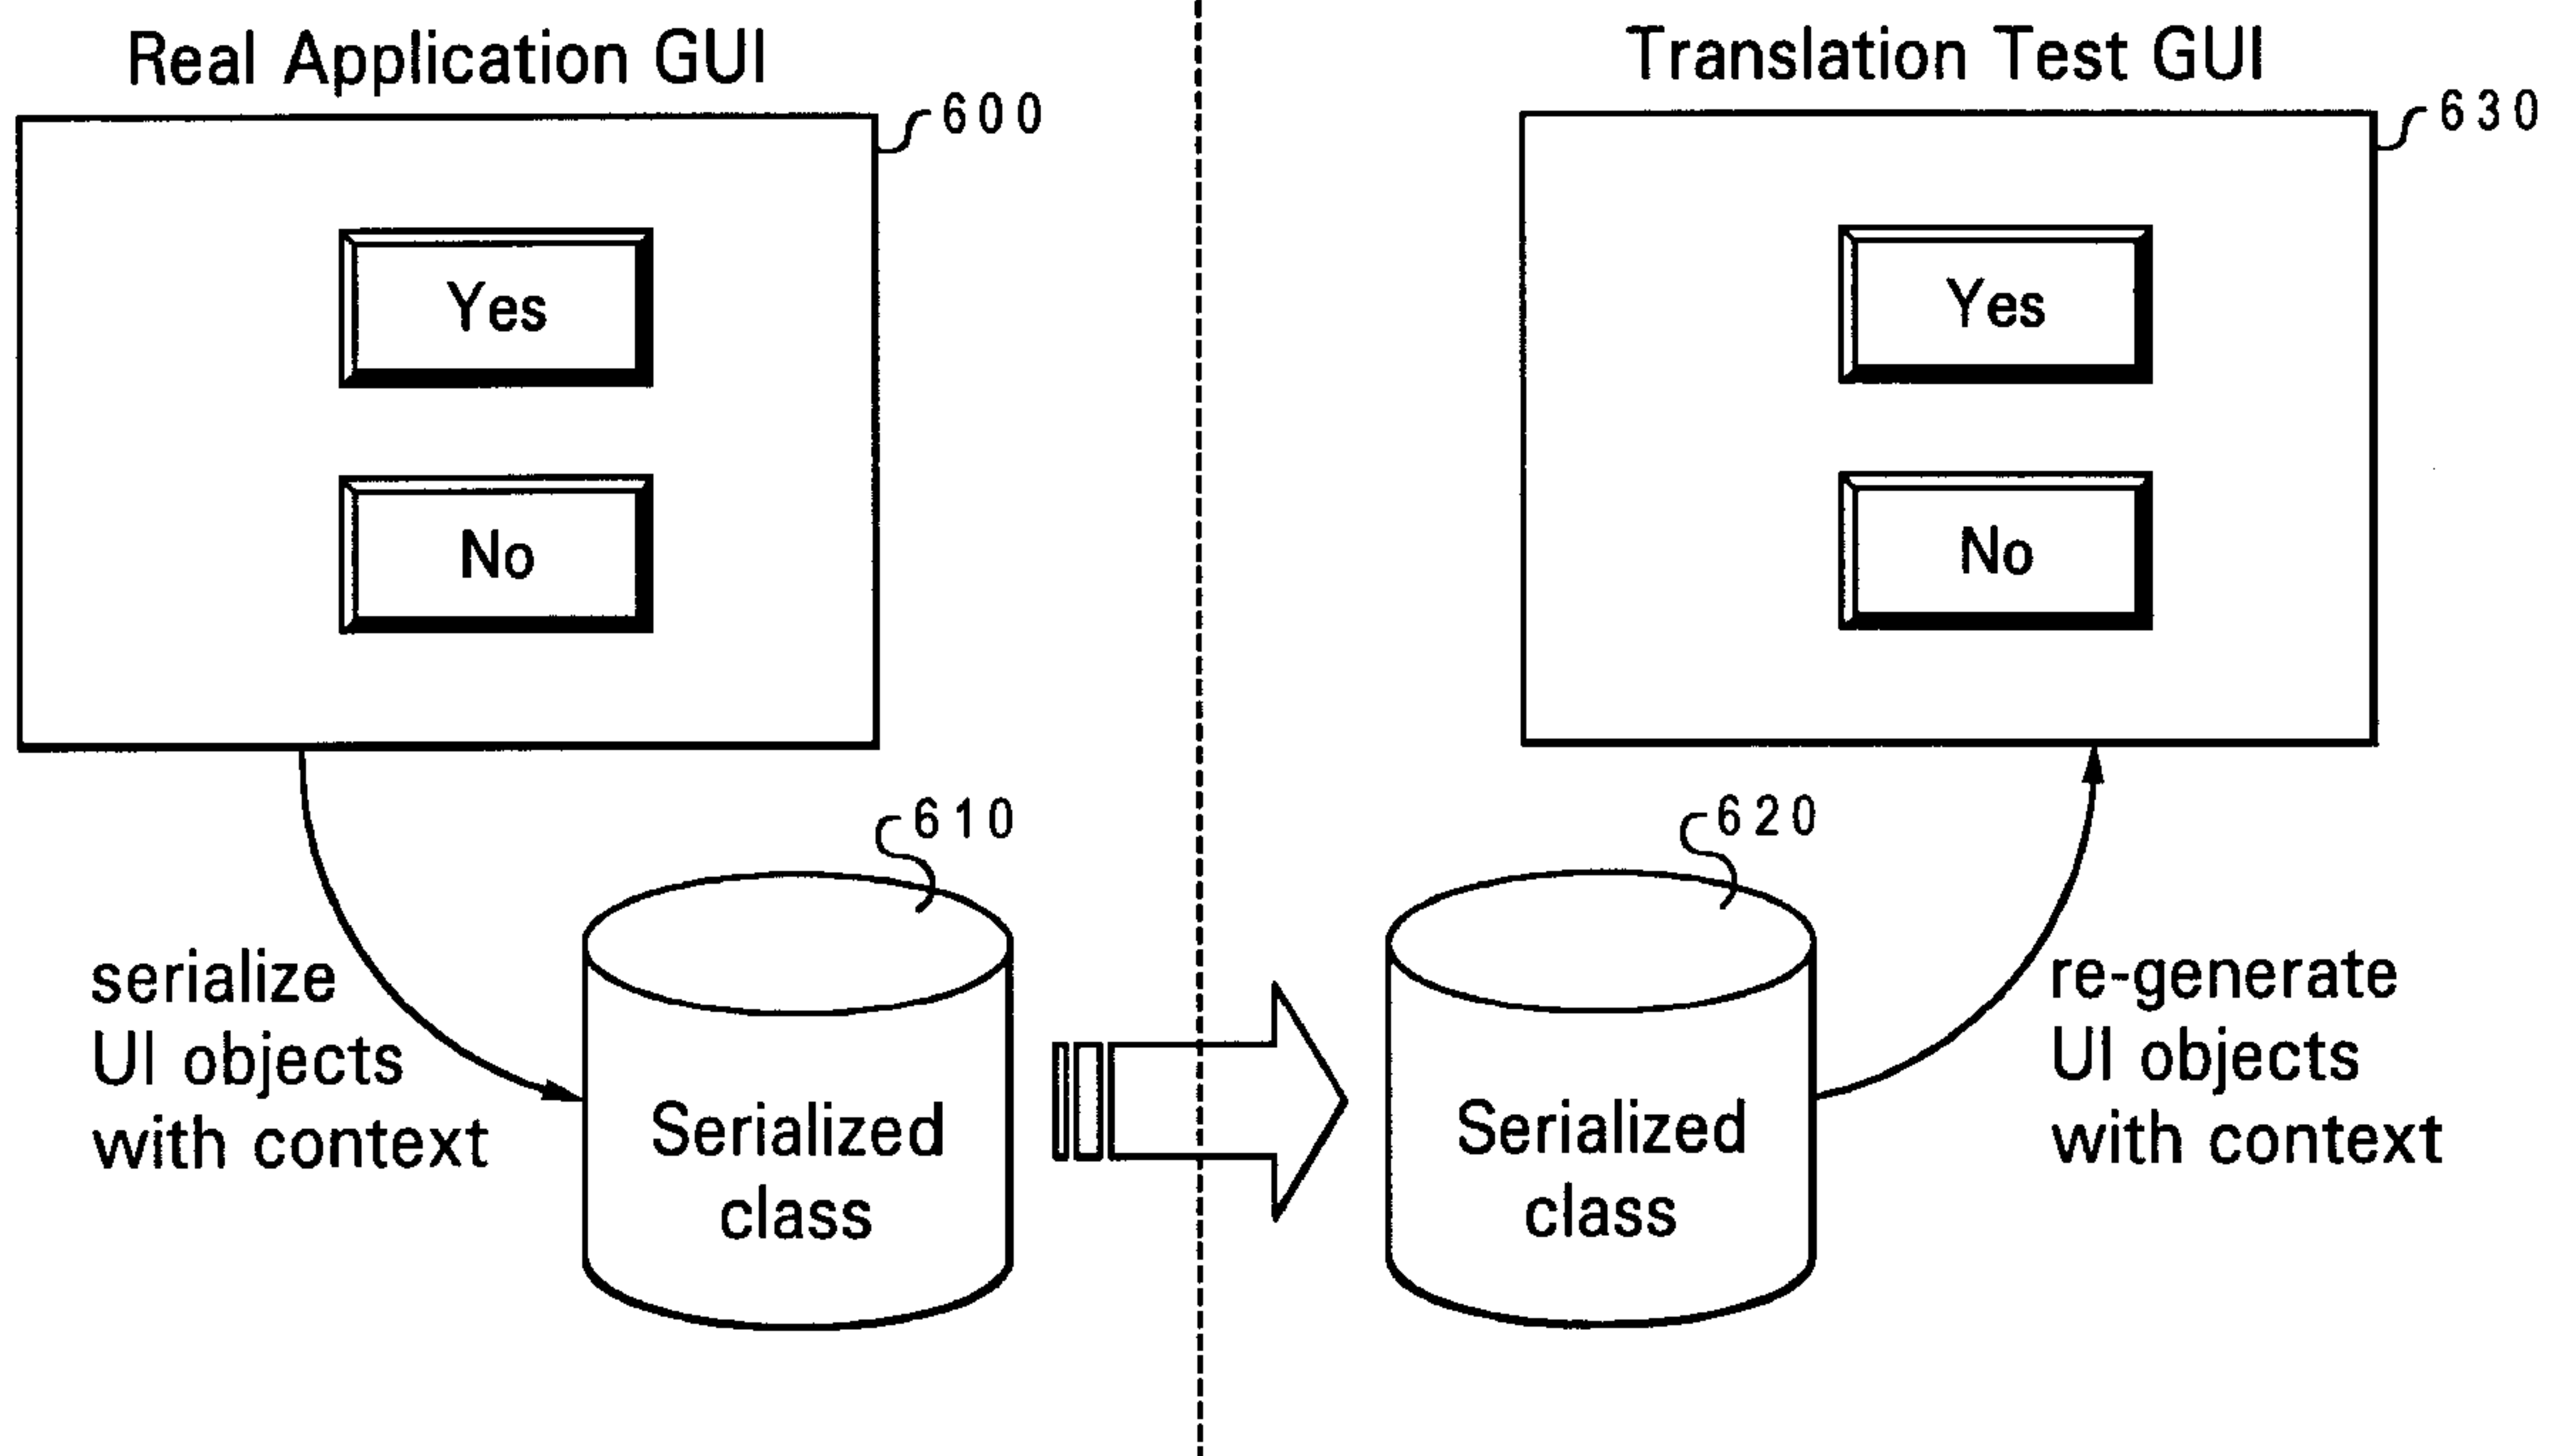 Real Application GUI
600
Yes
No
610
serialize
UI objects
with context
Serialized
class
Translation Test GUI
630
Yes
No
620
Serialized
class
re-generate
UI objects
with context